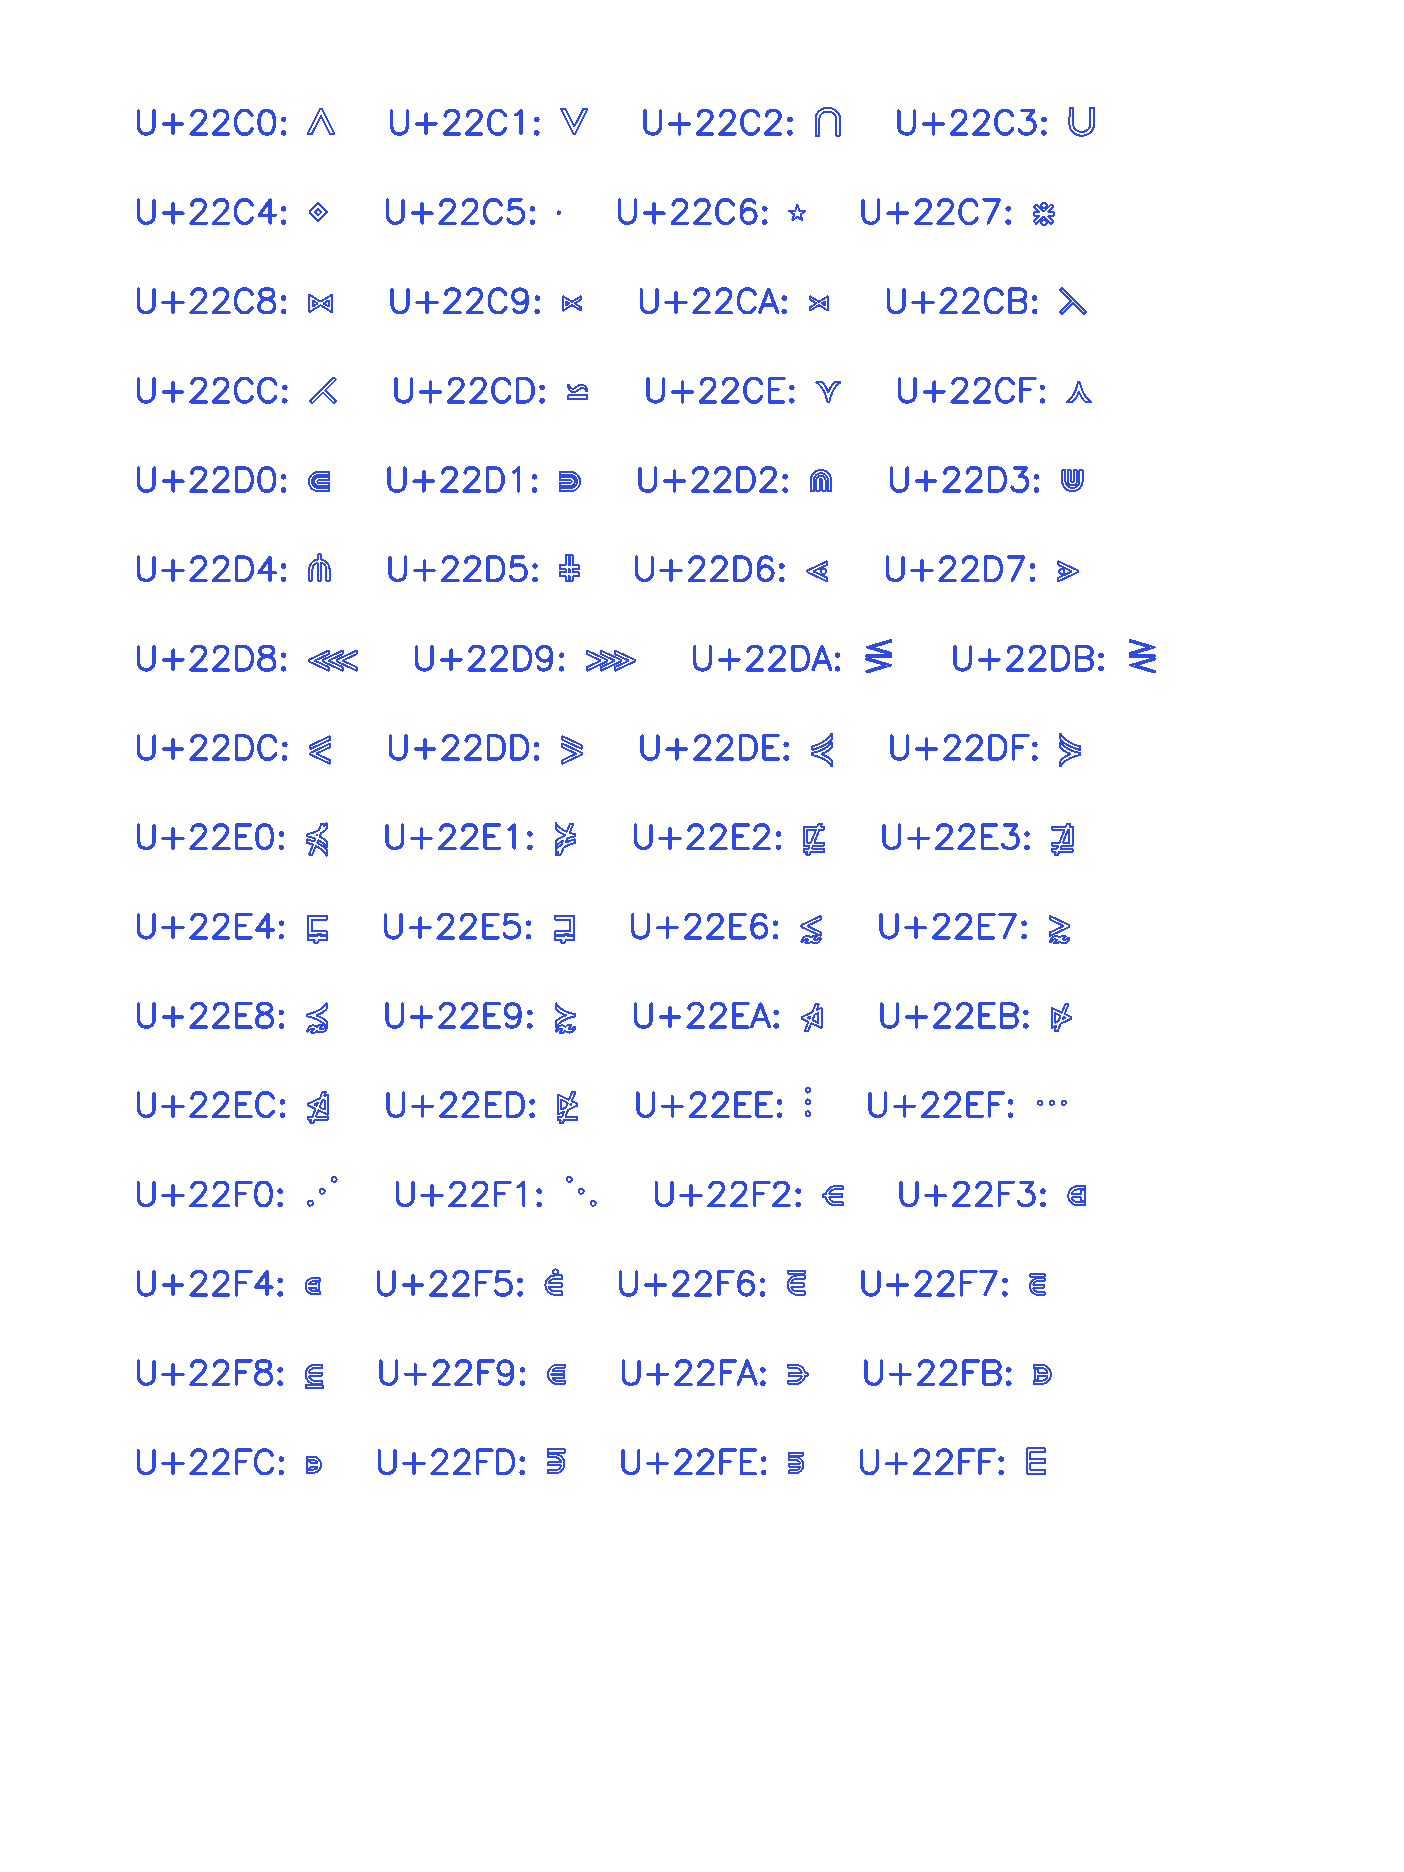 U+22C0: ⋀ U+22C1: ⋁ U+22C2: ⋂ U+22C3: ⋃
U+22C4: ⋄ U+22C5: ⋅ U+22C6: ⋆ U+22C7: ⋇
U+22C8: ⋈ U+22C9: ⋉ U+22CA: ⋊ U+22CB: ⋋
U+22CC: ⋌ U+22CD: ⋍ U+22CE: ⋎ U+22CF: ⋏
U+22D0: ⋐ U+22D1: ⋑ U+22D2: ⋒ U+22D3: ⋓
U+22D4: ⋔ U+22D5: ⋕ U+22D6: ⋖ U+22D7: ⋗
U+22D8: ⋘ U+22D9: ⋙ U+22DA: ⋚ U+22DB: ⋛
U+22DC: ⋜ U+22DD: ⋝ U+22DE: ⋞ U+22DF: ⋟
U+22E0: ⋠ U+22E1: ⋡ U+22E2: ⋢ U+22E3: ⋣
U+22E4: ⋤ U+22E5: ⋥ U+22E6: ⋦ U+22E7: ⋧
U+22E8: ⋨ U+22E9: ⋩ U+22EA: ⋪ U+22EB: ⋫
U+22EC: ⋬ U+22ED: ⋭ U+22EE: ⋮ U+22EF: ⋯
U+22F0: ⋰ U+22F1: ⋱ U+22F2: ⋲ U+22F3: ⋳
U+22F4: ⋴ U+22F5: ⋵ U+22F6: ⋶ U+22F7: ⋷
U+22F8: ⋸ U+22F9: ⋹ U+22FA: ⋺ U+22FB: ⋻
U+22FC: ⋼ U+22FD: ⋽ U+22FE: ⋾ U+22FF: ⋿